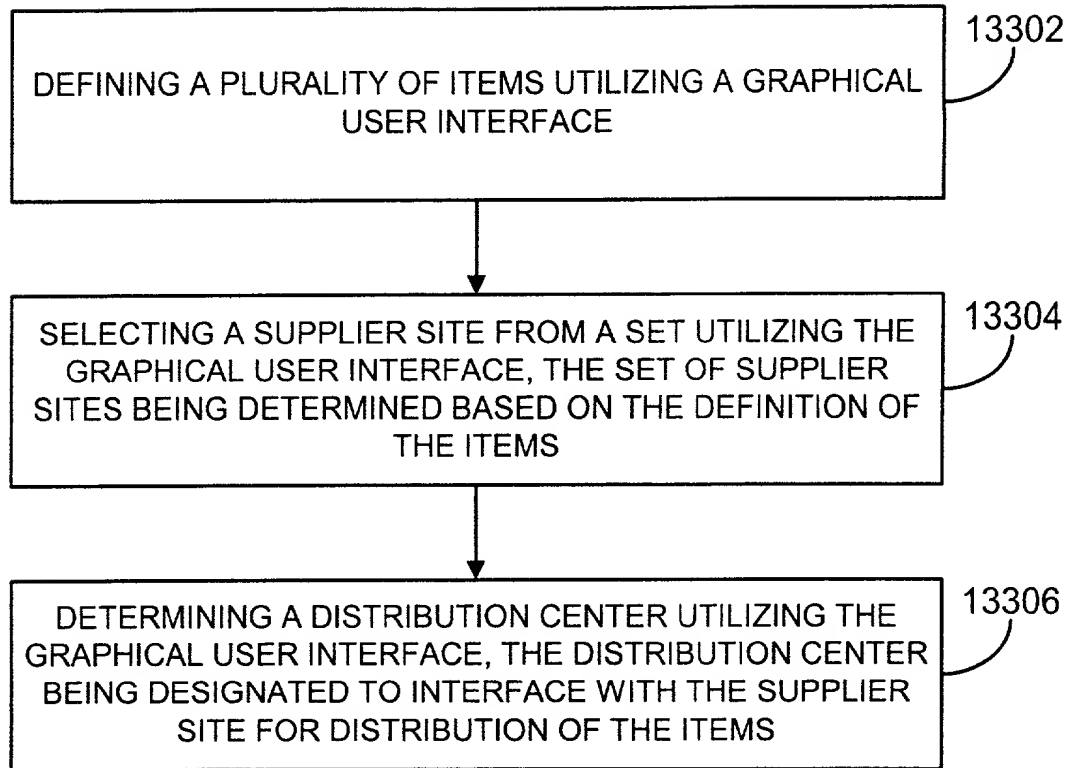 13302
DEFINING A PLURALITY OF ITEMS UTILIZING A GRAPHICAL
USER INTERFACE
13304
SELECTING A SUPPLIER SITE FROM A SET UTILIZING THE
GRAPHICAL USER INTERFACE, THE SET OF SUPPLIER
SITES BEING DETERMINED BASED ON THE DEFINITION OF
THE ITEMS
13306
DETERMINING A DISTRIBUTION CENTER UTILIZING THE
GRAPHICAL USER INTERFACE, THE DISTRIBUTION CENTER
BEING DESIGNATED TO INTERFACE WITH THE SUPPLIER
SITE FOR DISTRIBUTION OF THE ITEMS